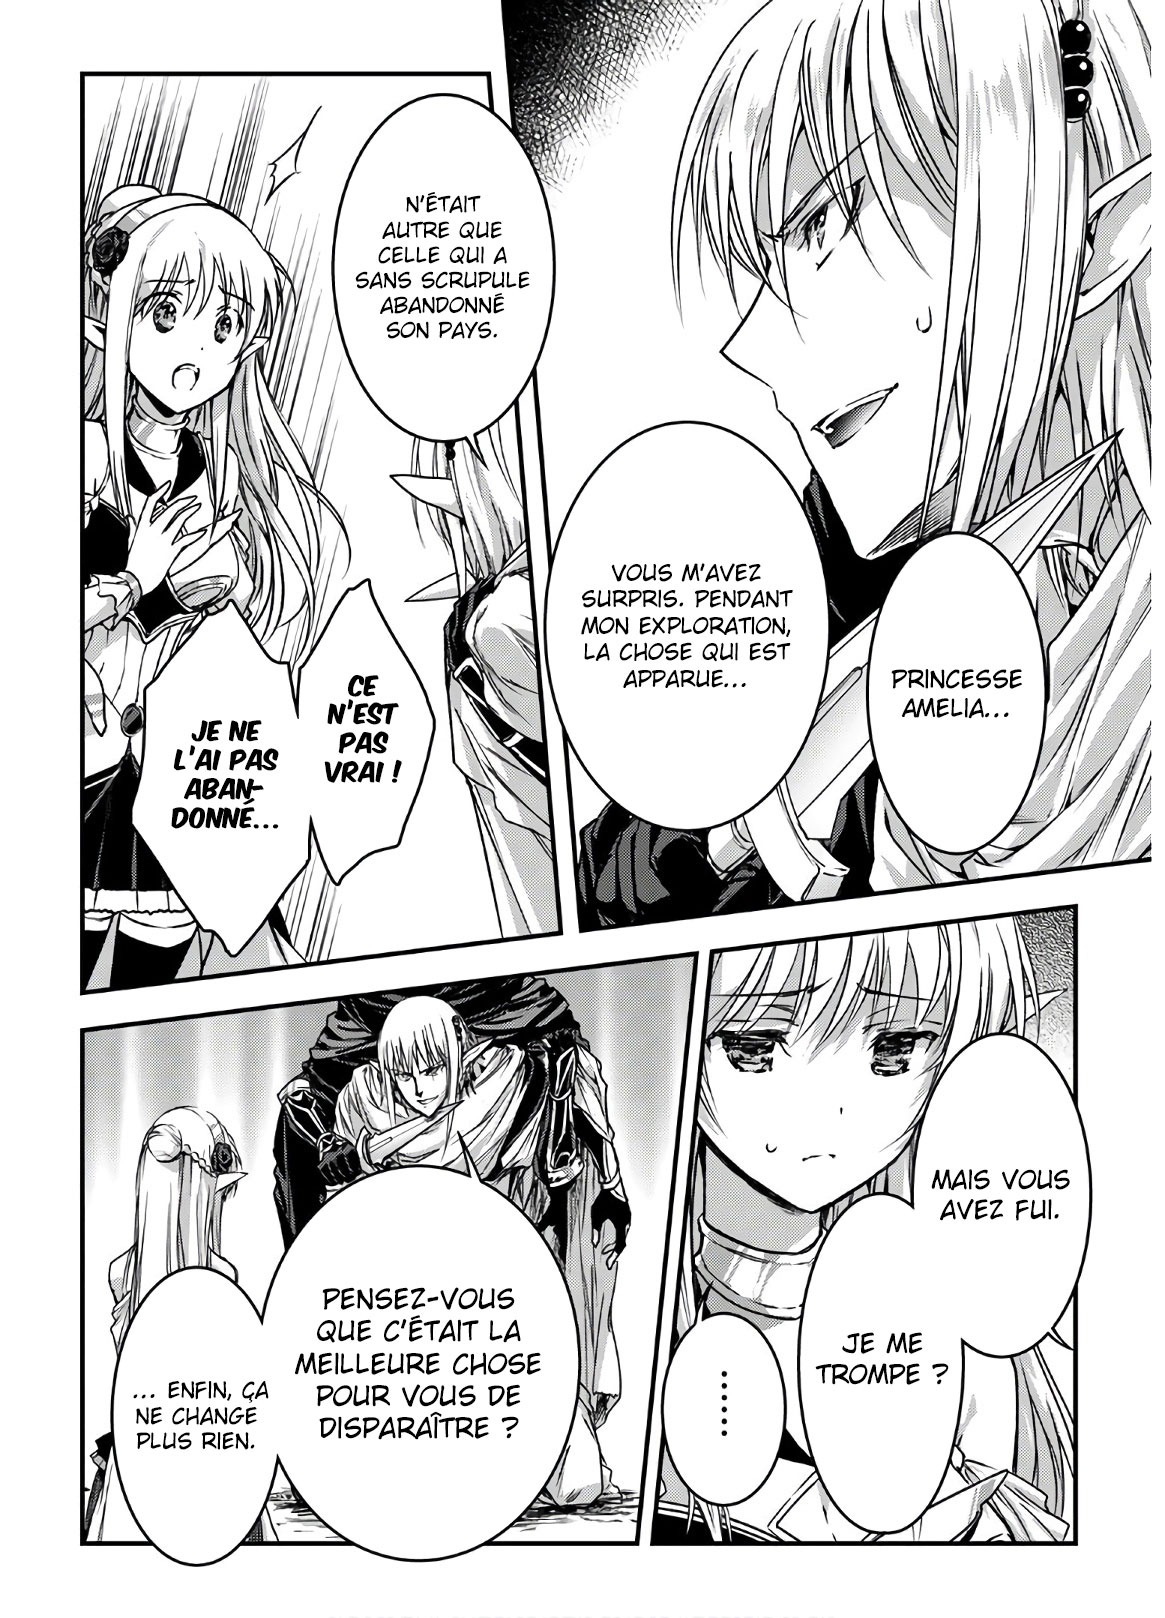 PRINCESSE
AMELIA...
VOUS M'AVEZ
SURPRIS. PENDANT
MON EXPLORATION,
LA CHOSE QUI EST
APPARUE...
N'ÉTAIT
AUTRE QUE
CELLE QUI A
SANS SCRUPULE
ABANDONNÉ
SON PAYS.
CE
N'EST
PAS
VRAI !
JE NE
L'AI PAS
ABAN-
DONNÉ...
MAIS VOUS
AVEZ FUI.
JE ME
TROMPE ?
.......
PENSEZ-VOUS
QUE C'ÉTAIT LA
MEILLEURE CHOSE
POUR VOUS DE
DISPARAÎTRE ?
... ENFIN, ÇA
NE CHANGE
PLUS RIEN.